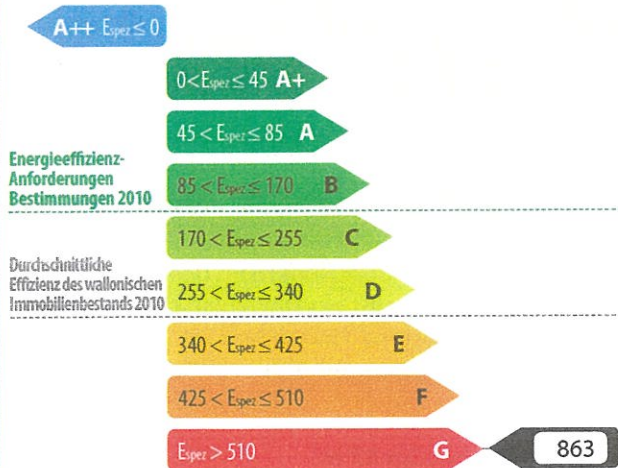 A++ Espez ≤ 0
0 < Espez ≤ 45 A+
45 < Espez ≤ 85 A
Energieeffizienz-
Anforderungen
Bestimmungen 2010
85 < Espez ≤ 170 B
170 < Espez ≤ 255 C
Durchschnittliche
Effizienz des wallonischen
Immobilienbestands 2010
255 < Espez ≤ 340 D
340 < Espez ≤ 425 E
425 < Espez ≤ 510 F
Espez > 510 G 863